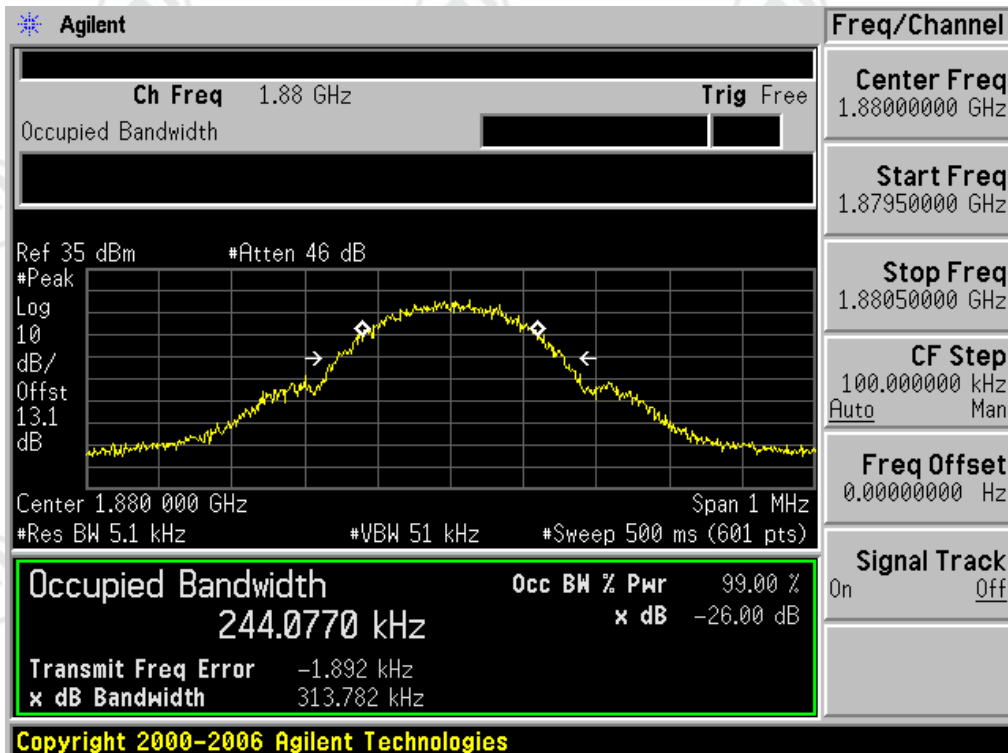 Agilent
Freq/Channel
Ch Freq 1.88 GHz Trig Free
Occupied Bandwidth
Center Freq
1.88000000 GHz
Start Freq
1.87950000 GHz
Stop Freq
1.88050000 GHz
CF Step
100.000000 kHz
Auto Man
Freq Offset
0.00000000 Hz
Signal Track
On Off
Ref 35 dBm #Atten 46 dB
#Peak
Log
10
dB/
Offst
13.1
dB
Center 1.880 000 GHz Span 1 MHz
#Res BW 5.1 kHz #VBW 51 kHz #Sweep 500 ms (601 pts)
Occupied Bandwidth
244.0770 kHz
Occ BW % Pwr 99.00 %
x dB -26.00 dB
Transmit Freq Error -1.892 kHz
x dB Bandwidth 313.782 kHz
Copyright 2000-2006 Agilent Technologies